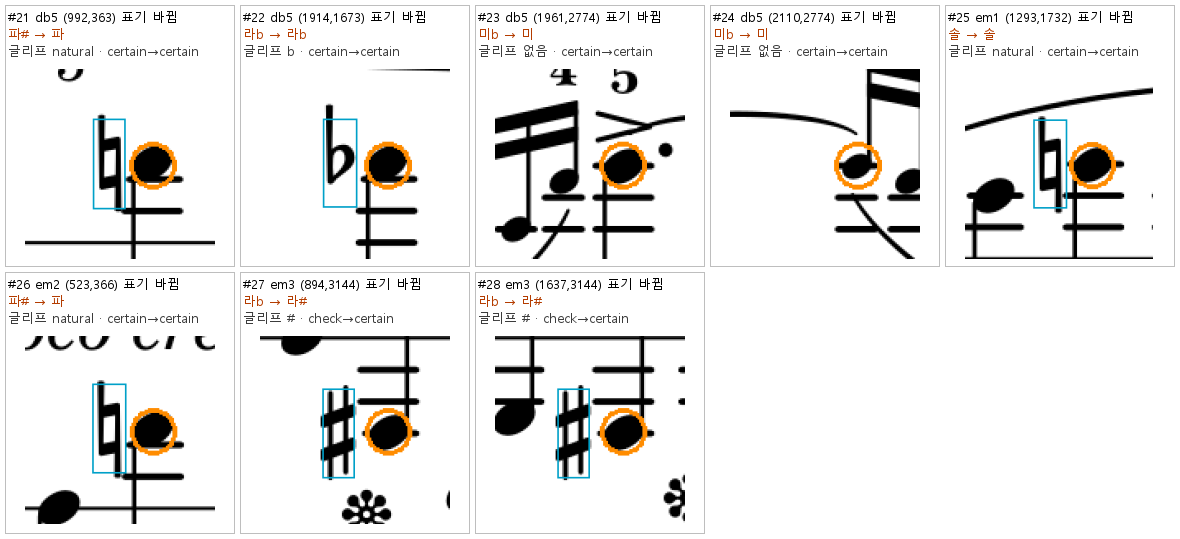 #21 db5 (992,363) 표기 바뀜
파# → 파
글리프 natural · certain→certain
#22 db5 (1914,1673) 표기 바뀜
라b → 라b
글리프 b · certain→certain
#23 db5 (1961,2774) 표기 바뀜
미b → 미
글리프 없음 · certain→certain
4 5
#24 db5 (2110,2774) 표기 바뀜
미b → 미
글리프 없음 · certain→certain
#25 em1 (1293,1732) 표기 바뀜
솔 → 솔
글리프 natural · certain→certain
#26 em2 (523,366) 표기 바뀜
파# → 파
글리프 natural · certain→certain
#27 em3 (894,3144) 표기 바뀜
라b → 라#
글리프 # · check→certain
#28 em3 (1637,3144) 표기 바뀜
라b → 라#
글리프 # · check→certain